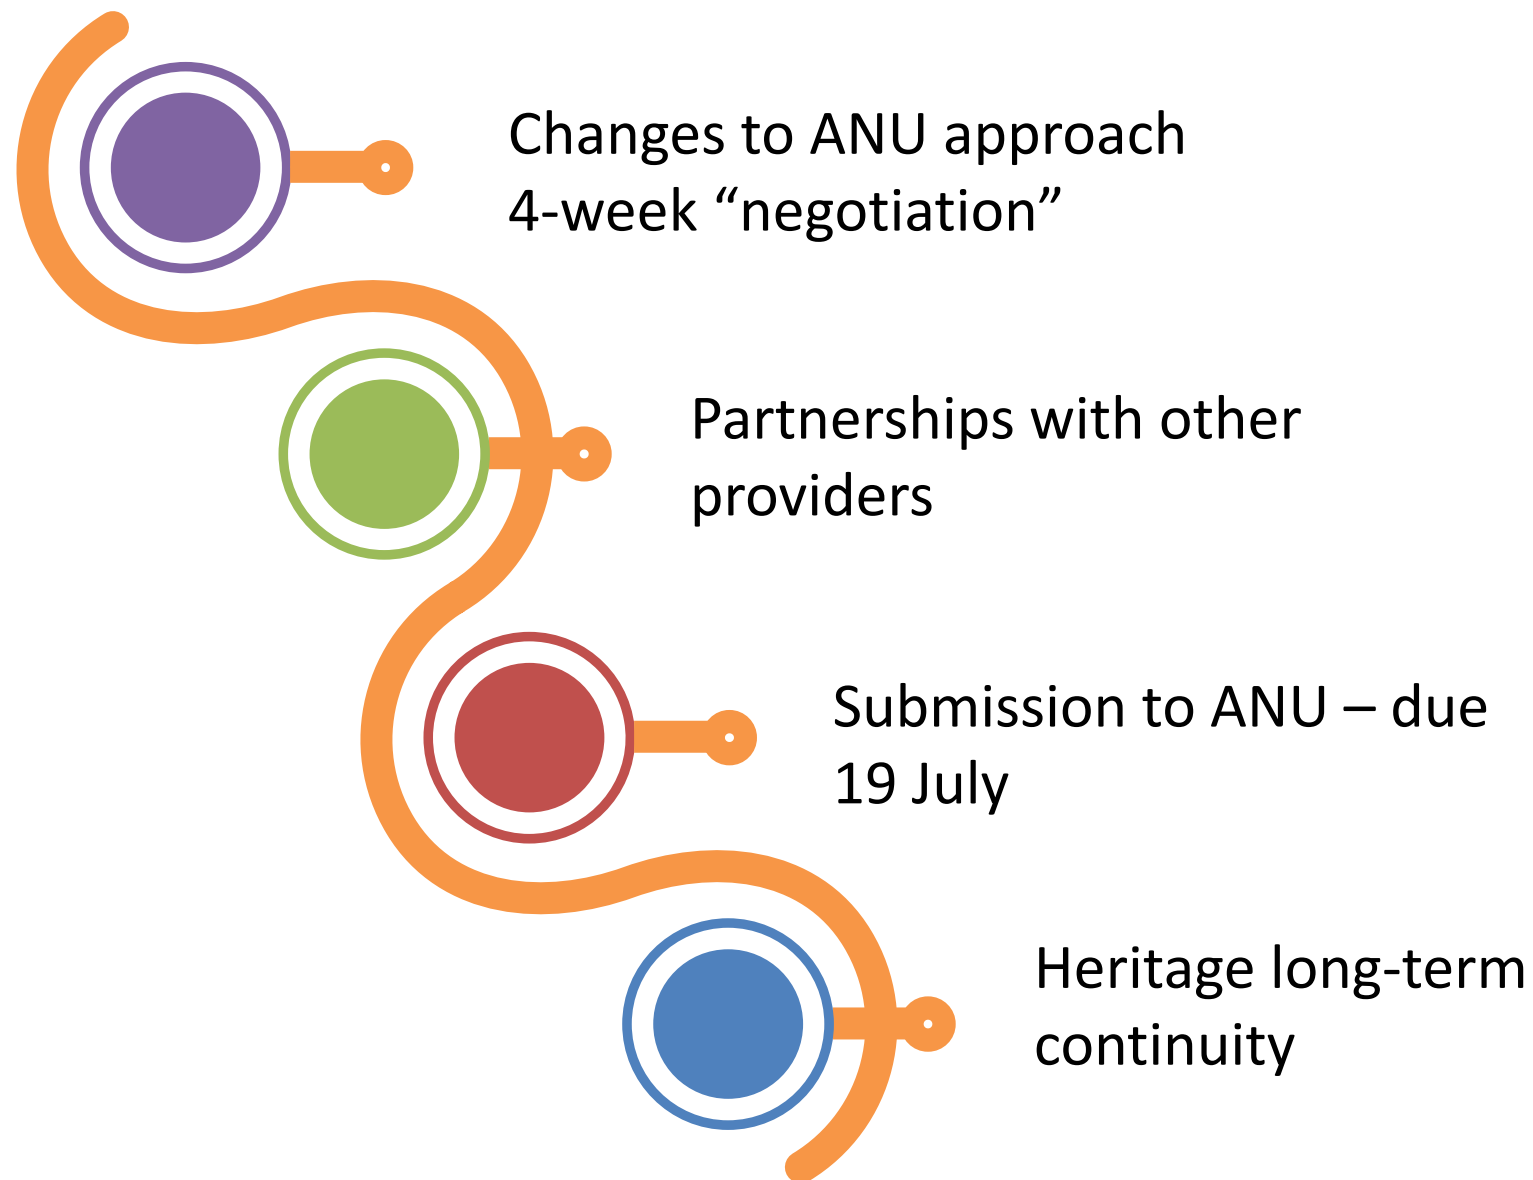 Changes to ANU approach
4-week “negotiation”
Partnerships with other
providers
Submission to ANU – due
19 July
Heritage long-term
continuity